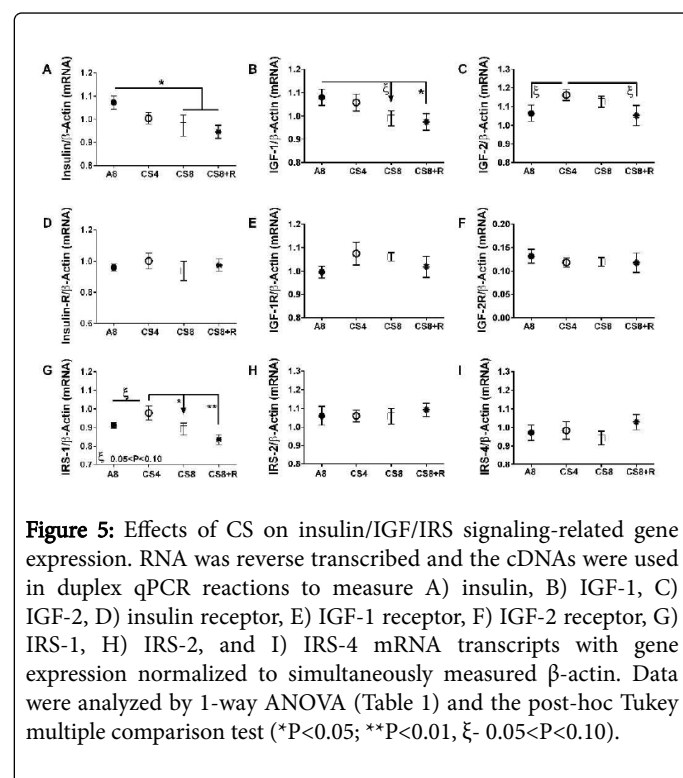 A
B
C
Insulin/β-Actin (mRNA)
1.2
1.1
1.0
0.9
0.8
*
A8
CS4
CS8
CS8+R
IGF-1/β-Actin (mRNA)
1.2
1.1
1.0
0.9
0.8
ξ
*
A8
CS4
CS8
CS8+R
IGF-2/β-Actin (mRNA)
1.3
1.2
1.1
1.0
0.9
0.8
ξ
ξ
A8
CS4
CS8
CS8+R
D
E
F
Insulin-R/β-Actin (mRNA)
1.2
1.0
0.8
0.6
A8
CS4
CS8
CS8+R
IGF-1R/β-Actin (mRNA)
1.2
1.1
1.0
0.9
0.8
A8
CS4
CS8
CS8+R
IGF-2R/β-Actin (mRNA)
0.20
0.15
0.10
0.05
0.00
A8
CS4
CS8
CS8+R
G
H
I
IRS-1/β-Actin (mRNA)
1.1
1.0
0.9
0.8
0.7
ξ
*
**
ξ 0.05<P<0.10
A8
CS4
CS8
CS8+R
IRS-2/β-Actin (mRNA)
1.2
1.1
1.0
0.9
0.8
A8
CS4
CS8
CS8+R
IRS-4/β-Actin (mRNA)
1.2
1.1
1.0
0.9
0.8
A8
CS4
CS8
CS8+R
Figure 5: Effects of CS on insulin/IGF/IRS signaling-related gene
expression. RNA was reverse transcribed and the cDNAs were used
in duplex qPCR reactions to measure A) insulin, B) IGF-1, C)
IGF-2, D) insulin receptor, E) IGF-1 receptor, F) IGF-2 receptor, G)
IRS-1, H) IRS-2, and I) IRS-4 mRNA transcripts with gene
expression normalized to simultaneously measured β-actin. Data
were analyzed by 1-way ANOVA (Table 1) and the post-hoc Tukey
multiple comparison test (*P<0.05; **P<0.01, ξ- 0.05<P<0.10).